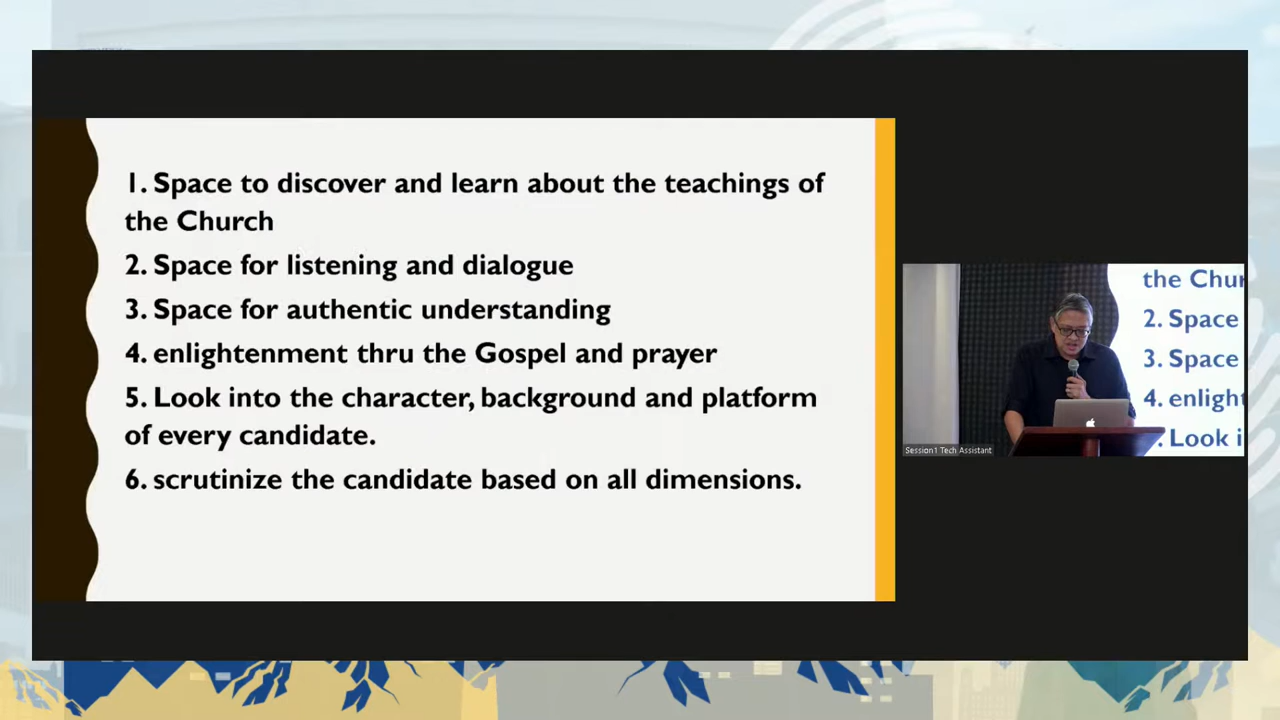 1. Space to discover and learn about the teachings of
the Church
2. Space for listening and dialogue
3. Space for authentic understanding
4. enlightenment thru the Gospel and prayer
5. Look into the character, background and platform
of every candidate.
6. scrutinize the candidate based on all dimensions.
the Chur
2. Space
3. Space
4. enlight
. Look i
Session1 Tech Assistant